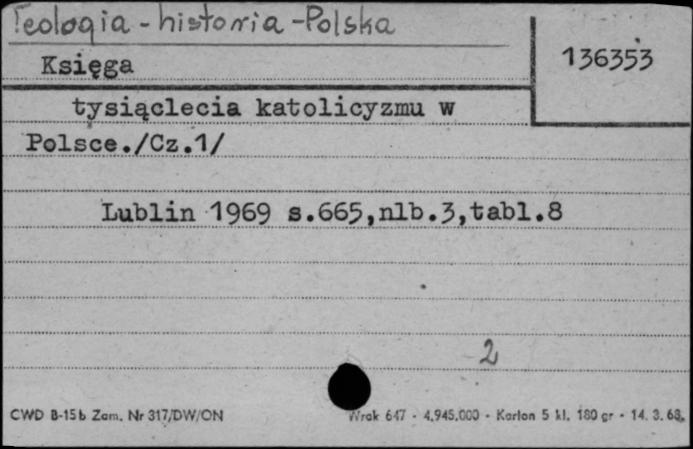 Teologia - historia - Polska
136353
Księga
tysiąclecia katolicyzmu w
Polsce./Cz.1/
Lublin 1969 s.665,nlb.3,tabl.8
2
CWD B-15b Zam. Nr 317/DW/ON
647 - 4.945.000 - Karton 5 kl. 180 gr - 14. 3. 68.